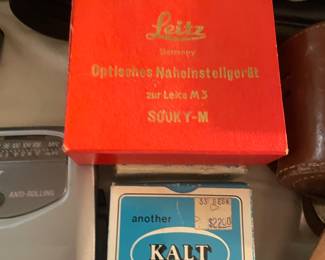 Leitz
Germany
Optisches Naheinstellgerät
zur Leica M3
SOOKY-M
ANTI-ROLLING
another
KALT